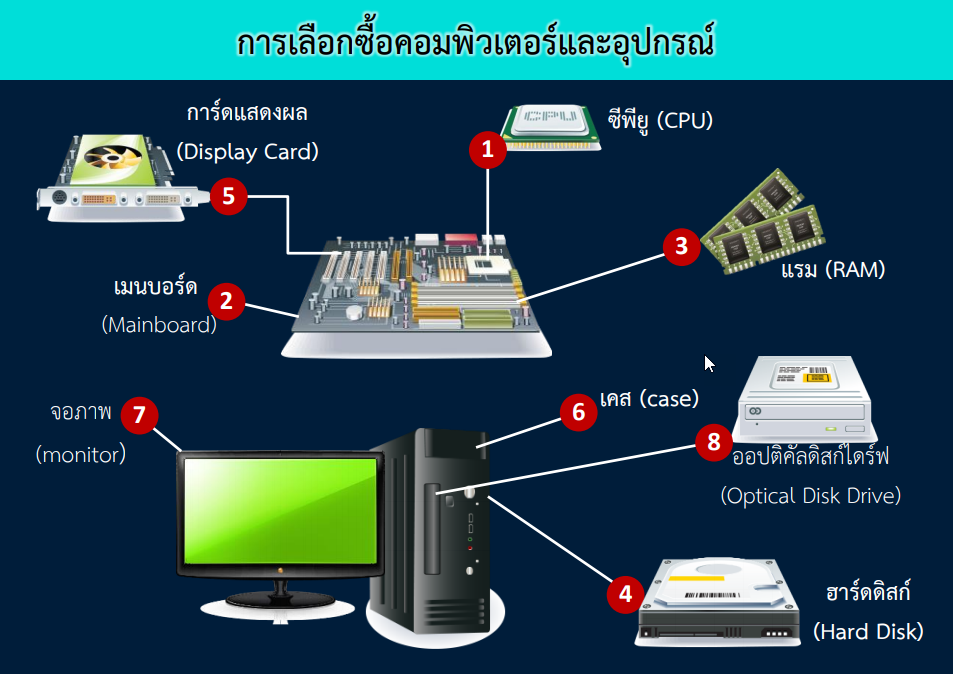 การเลือกซื้อคอมพิวเตอร์และอุปกรณ์
การ์ดแสดงผล
(Display Card)
5
CPU
1
ซีพียู (CPU)
3
แรม (RAM)
เมนบอร์ด
2
(Mainboard)
จอภาพ
7
(monitor)
6
เคส (case)
8
ออปติคัลดิสก์ไดร์ฟ
(Optical Disk Drive)
4
ฮาร์ดดิสก์
(Hard Disk)